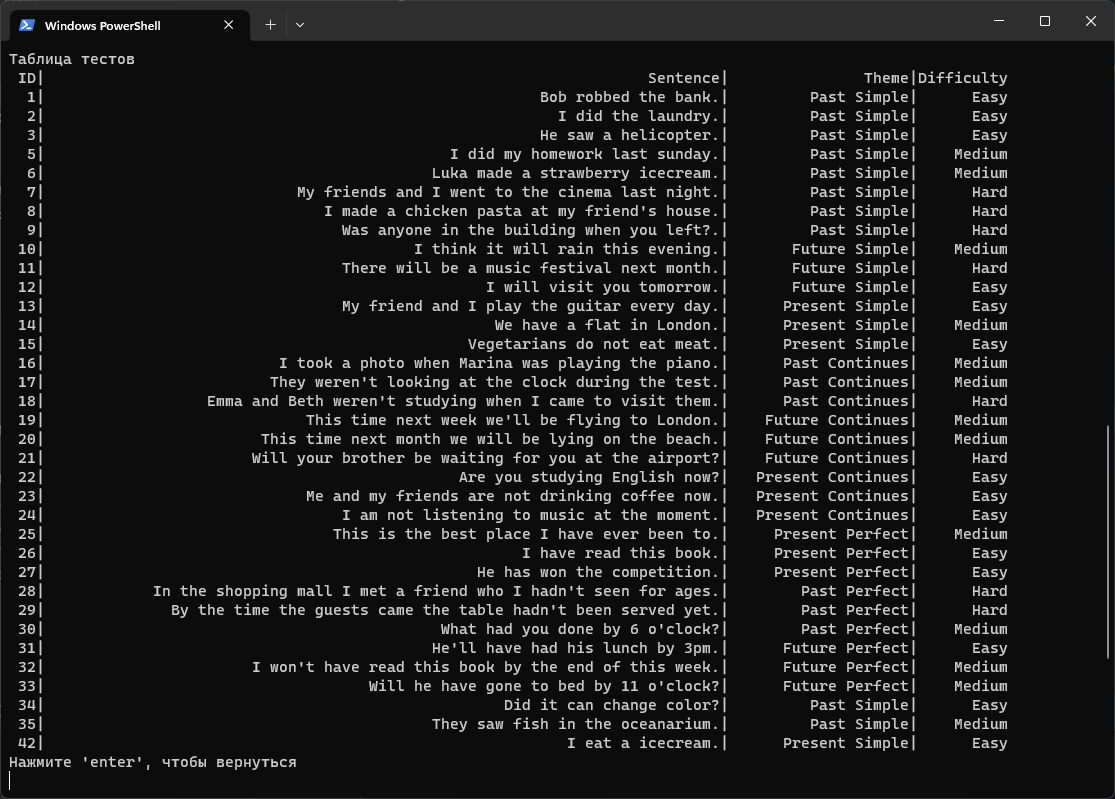 Windows PowerShell
Таблица тестов
ID| Sentence| Theme|Difficulty
1| Bob robbed the bank.| Past Simple| Easy
2| I did the laundry.| Past Simple| Easy
3| He saw a helicopter.| Past Simple| Easy
5| I did my homework last sunday.| Past Simple| Medium
6| Luka made a strawberry icecream.| Past Simple| Medium
7| My friends and I went to the cinema last night.| Past Simple| Hard
8| I made a chicken pasta at my friend's house.| Past Simple| Hard
9| Was anyone in the building when you left?.| Past Simple| Hard
10| I think it will rain this evening.| Future Simple| Medium
11| There will be a music festival next month.| Future Simple| Hard
12| I will visit you tomorrow.| Future Simple| Easy
13| My friend and I play the guitar every day.| Present Simple| Easy
14| We have a flat in London.| Present Simple| Medium
15| Vegetarians do not eat meat.| Present Simple| Easy
16| I took a photo when Marina was playing the piano.| Past Continues| Medium
17| They weren't looking at the clock during the test.| Past Continues| Medium
18| Emma and Beth weren't studying when I came to visit them.| Past Continues| Hard
19| This time next week we'll be flying to London.| Future Continues| Medium
20| This time next month we will be lying on the beach.| Future Continues| Medium
21| Will your brother be waiting for you at the airport?| Future Continues| Hard
22| Are you studying English now?| Present Continues| Easy
23| Me and my friends are not drinking coffee now.| Present Continues| Easy
24| I am not listening to music at the moment.| Present Continues| Easy
25| This is the best place I have ever been to.| Present Perfect| Medium
26| I have read this book.| Present Perfect| Easy
27| He has won the competition.| Present Perfect| Easy
28| In the shopping mall I met a friend who I hadn't seen for ages.| Past Perfect| Hard
29| By the time the guests came the table hadn't been served yet.| Past Perfect| Hard
30| What had you done by 6 o'clock?| Past Perfect| Medium
31| He'll have had his lunch by 3pm.| Future Perfect| Easy
32| I won't have read this book by the end of this week.| Future Perfect| Medium
33| Will he have gone to bed by 11 o'clock?| Future Perfect| Medium
34| Did it can change color?| Past Simple| Easy
35| They saw fish in the oceanarium.| Past Simple| Medium
42| I eat a icecream.| Present Simple| Easy
Нажмите 'enter', чтобы вернуться